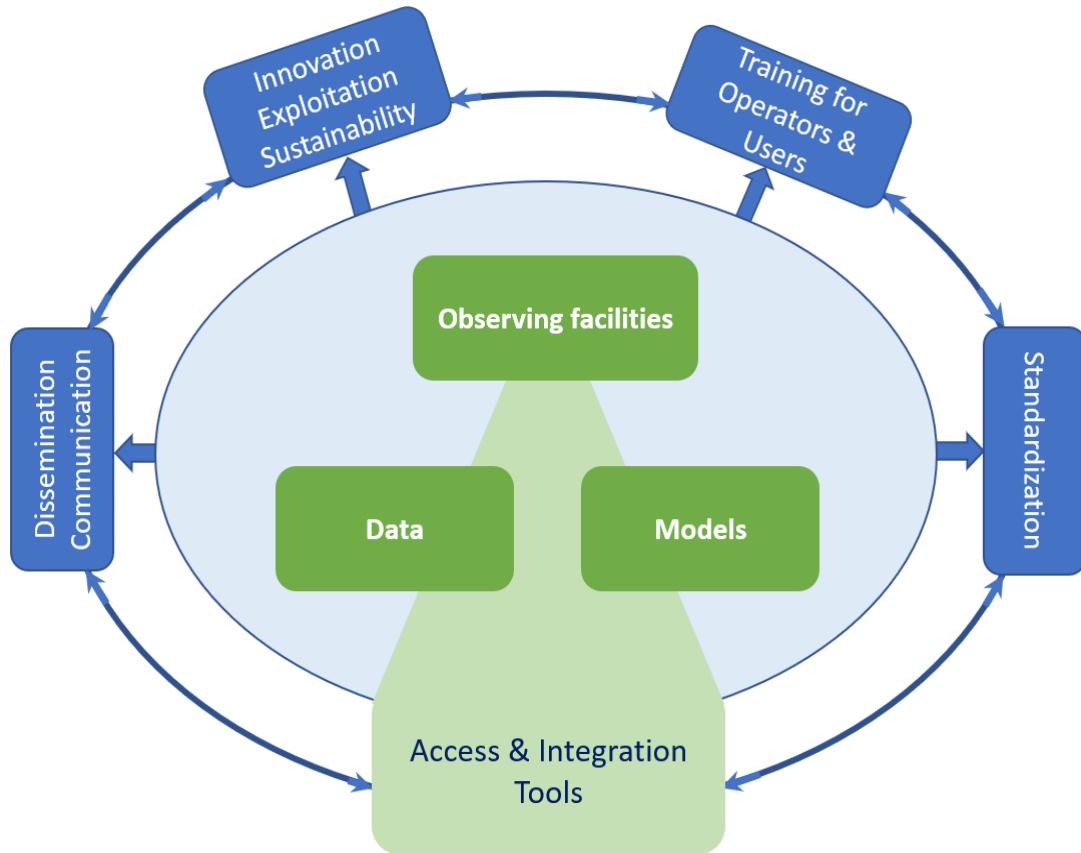 Innovation
Exploitation
Sustainability
Training for
Operators &
Users
Observing facilities
Dissemination
Communication
Standardization
Data
Models
Access & Integration
Tools